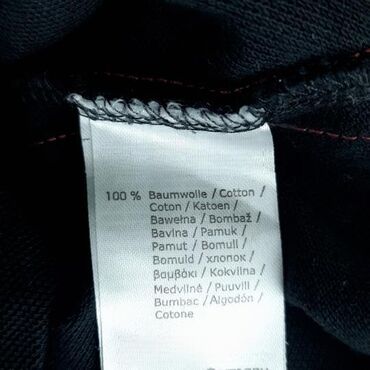 100 % Baumwolle / Cotton /
Coton / Katoen /
Bawełna / Bombaž /
Bavlna / Pamuk /
Pamut / Bomull /
Bomuld / хлопок /
βαμβάκι / Kokvilna /
Medvilnė / Puuvill /
Bumbac / Algodón /
Cotone